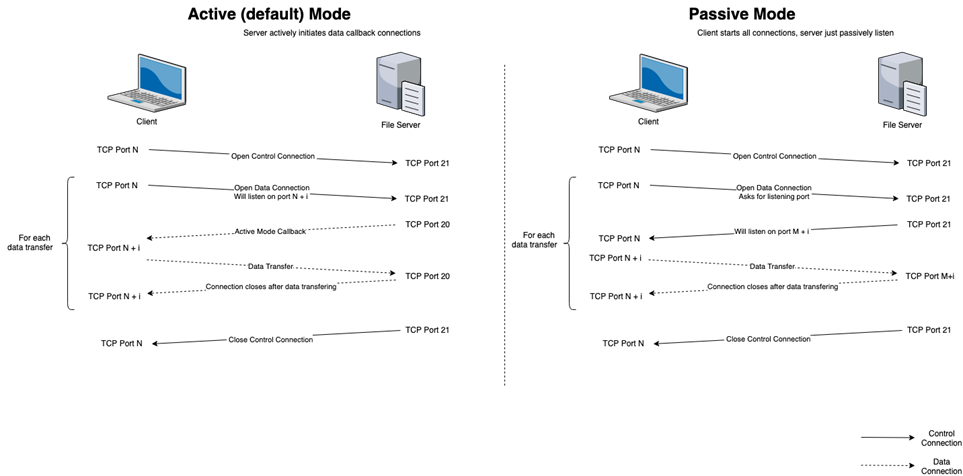 Active (default) Mode
Server actively initiates data callback connections
Client
File Server
TCP Port N
Open Control Connection
TCP Port 21
For each
data transfer
TCP Port N
Open Data Connection
Will listen on port N + i
TCP Port 21
TCP Port 20
Active Mode Callback
TCP Port N + i
Data Transfer
TCP Port 20
Connection closes after data transfering
TCP Port N + i
TCP Port 21
Close Control Connection
TCP Port N
Passive Mode
Client starts all connections, server just passively listen
Client
File Server
TCP Port N
Open Control Connection
TCP Port 21
For each
data transfer
TCP Port N
Open Data Connection
Asks for listening port
TCP Port 21
TCP Port 21
Will listen on port M + i
TCP Port N
TCP Port N + i
Data Transfer
TCP Port M+i
Connection closes after data transfering
TCP Port N + i
TCP Port 21
Close Control Connection
TCP Port N
Control
Connection
Data
Connection